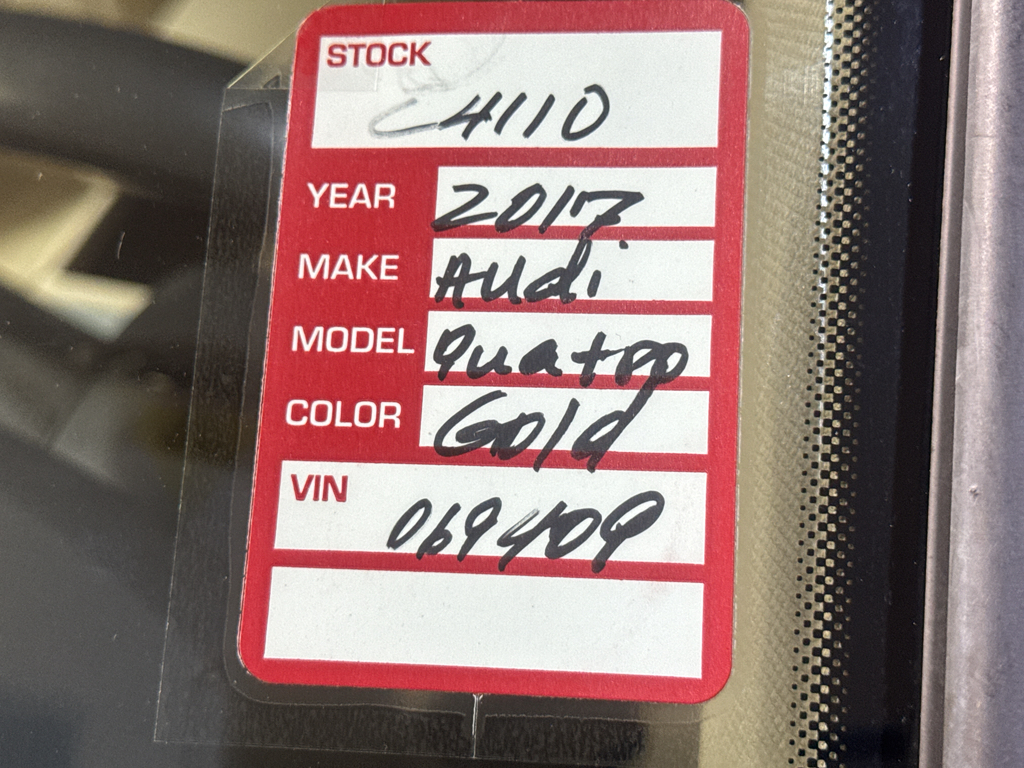 STOCK
C4110
YEAR 2017
MAKE Audi
MODEL Quatro
COLOR Gold
VIN
069409